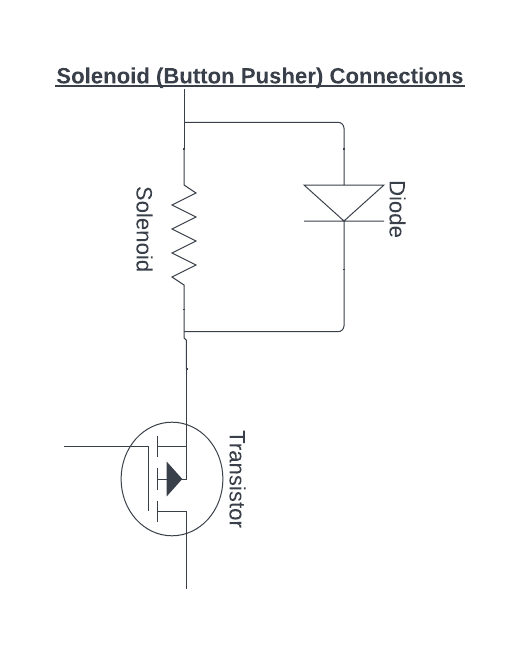 Solenoid (Button Pusher) Connections
Solenoid
Diode
Transistor